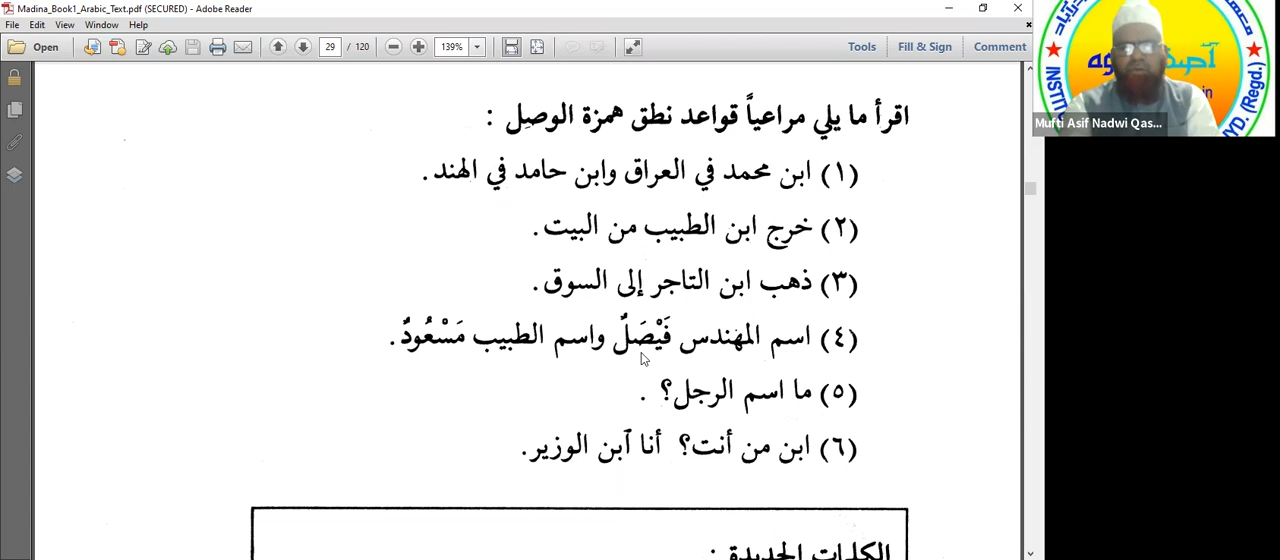 Madina_Book1_Arabic_Text.pdf (SECURED) - Adobe Reader
File Edit View Window Help
Open 29 / 120 139% Tools Fill & Sign Comment
اقرأ ما يلي مراعياً قواعد نطق همزة الوصل :
(١) ابن محمد في العراق وابن حامد في الهند.
(٢) خرج ابن الطبيب من البيت.
(٣) ذهب ابن التاجر إلى السوق.
(٤) اسم المهندس فَيْصَلٌ واسم الطبيب مَسْعُودٌ.
(٥) ما اسم الرجل؟ .
(٦) ابن من أنت؟ أنا ٱبن الوزير.
الكلمات الجديدة :
(Regd.)
Mufti Asif Nadwi Qas...